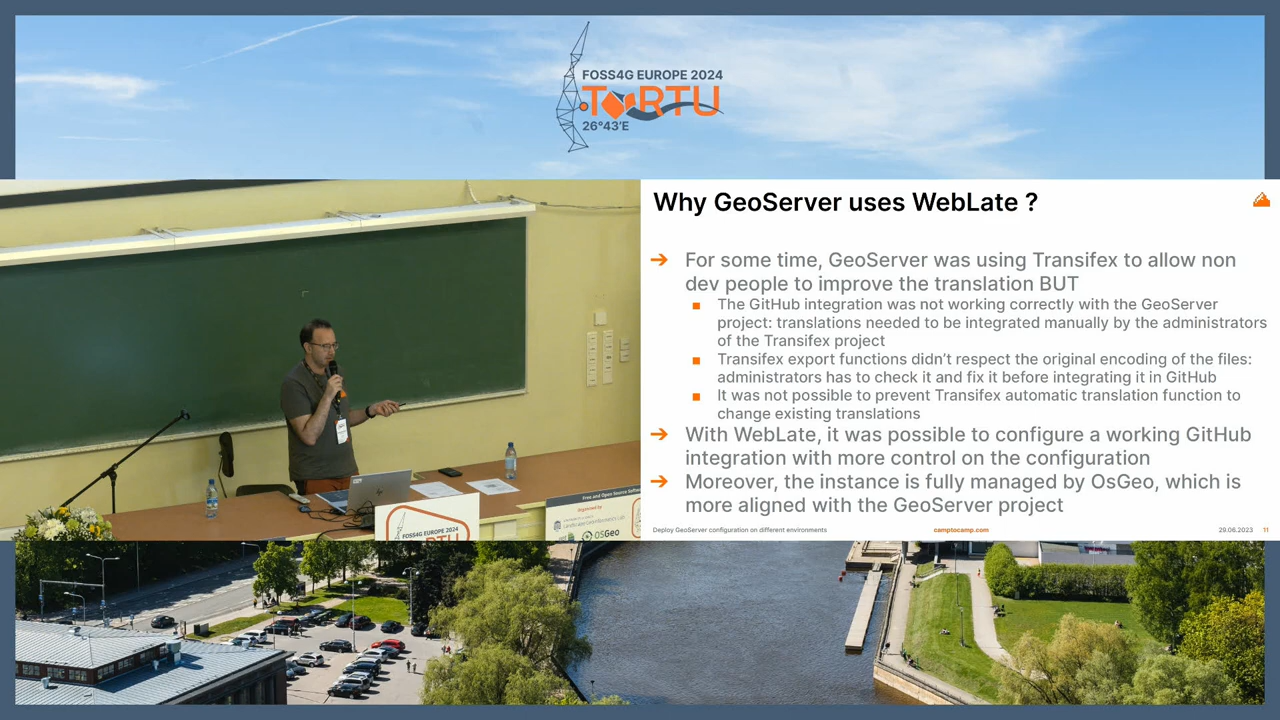 FOSS4G EUROPE 2024
TARTU
26°43'E
Why GeoServer uses WebLate ?
➔ For some time, GeoServer was using Transifex to allow non
dev people to improve the translation BUT
■ The GitHub integration was not working correctly with the GeoServer
project: translations needed to be integrated manually by the administrators
of the Transifex project
■ Transifex export functions didn't respect the original encoding of the files:
administrators has to check it and fix it before integrating it in GitHub
■ It was not possible to prevent Transifex automatic translation function to
change existing translations
➔ With WebLate, it was possible to configure a working GitHub
integration with more control on the configuration
➔ Moreover, the instance is fully managed by OsGeo, which is
more aligned with the GeoServer project
Deploy GeoServer configuration on different environments
camptocamp.com
29.06.2023 11
FOSS4G EUROPE 2024
Free and Open Source
OSGeo